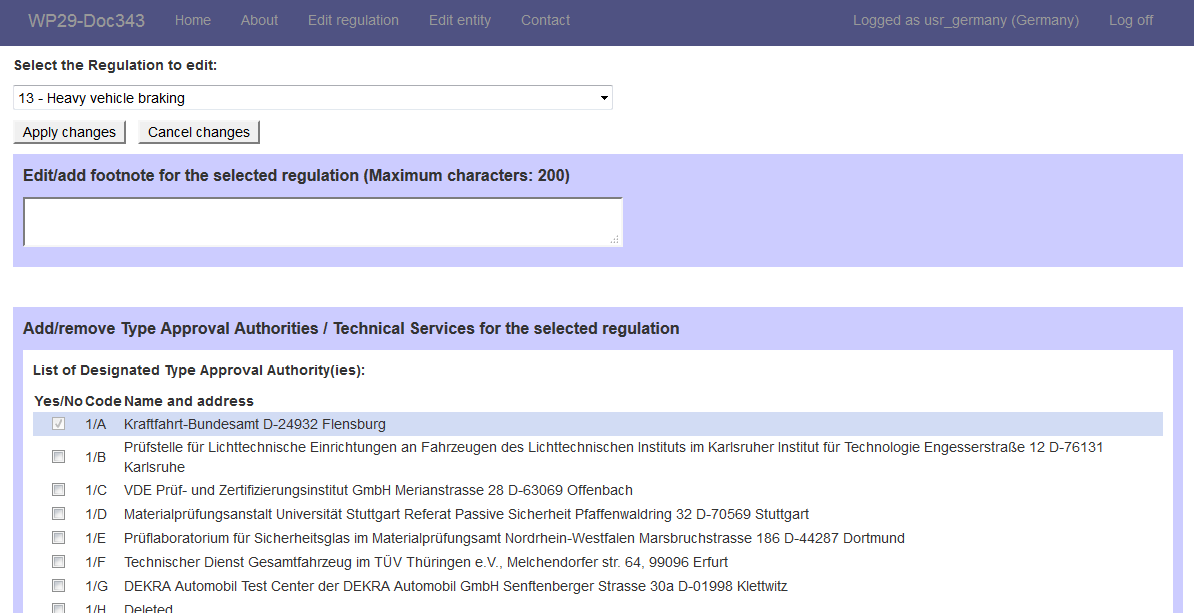 WP29-Doc343 Home About Edit regulation Edit entity Contact Logged as usr_germany (Germany) Log off
Select the Regulation to edit:
13 - Heavy vehicle braking
Apply changes Cancel changes
Edit/add footnote for the selected regulation (Maximum characters: 200)
Add/remove Type Approval Authorities / Technical Services for the selected regulation
List of Designated Type Approval Authority(ies):
Yes/No Code Name and address
1/A Kraftfahrt-Bundesamt D-24932 Flensburg
1/B Prüfstelle für Lichttechnische Einrichtungen an Fahrzeugen des Lichttechnischen Instituts im Karlsruher Institut für Technologie Engesserstraße 12 D-76131
Karlsruhe
1/C VDE Prüf- und Zertifizierungsinstitut GmbH Merianstrasse 28 D-63069 Offenbach
1/D Materialprüfungsanstalt Universität Stuttgart Referat Passive Sicherheit Pfaffenwaldring 32 D-70569 Stuttgart
1/E Prüflaboratorium für Sicherheitsglas im Materialprüfungsamt Nordrhein-Westfalen Marsbruchstrasse 186 D-44287 Dortmund
1/F Technischer Dienst Gesamtfahrzeug im TÜV Thüringen e.V., Melchendorfer str. 64, 99096 Erfurt
1/G DEKRA Automobil Test Center der DEKRA Automobil GmbH Senftenberger Strasse 30a D-01998 Klettwitz
1/H Deleted